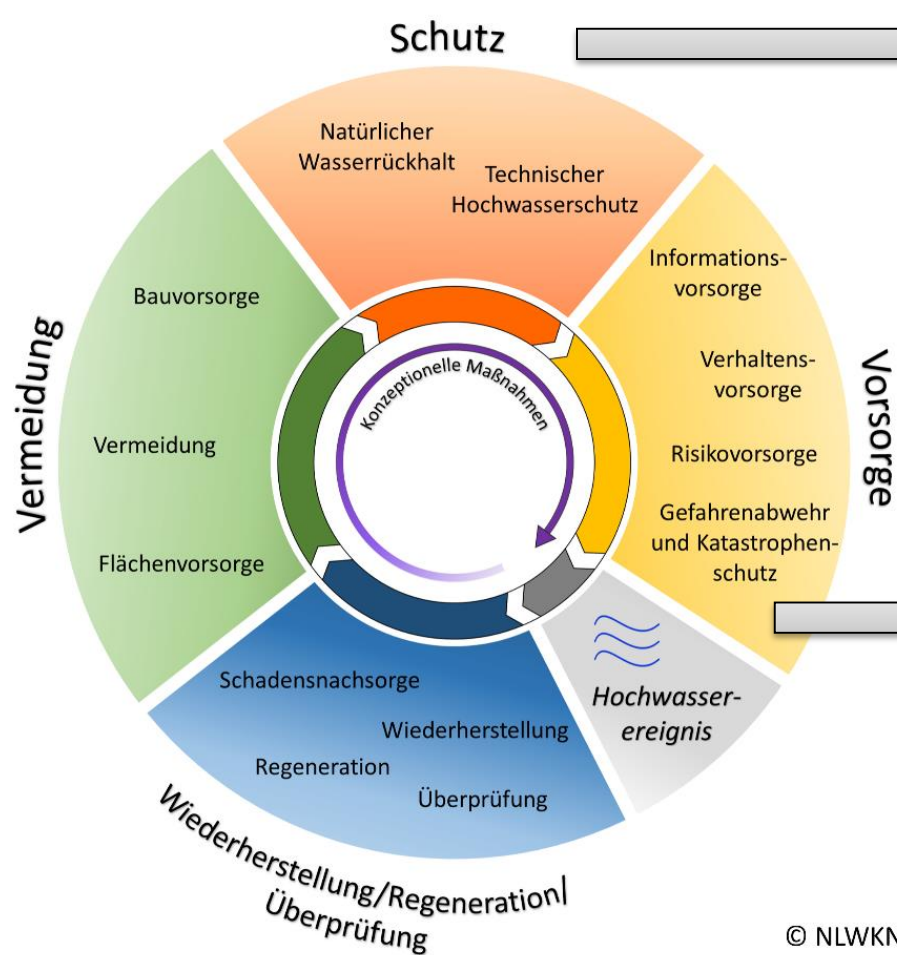 Schutz
Natürlicher
Wasserrückhalt
Technischer
Hochwasserschutz
Vorsorge
Informations-
vorsorge
Verhaltens-
vorsorge
Risikovorsorge
Gefahrenabwehr
und Katastrophen-
schutz
Hochwasser-
ereignis
Wiederherstellung/Regeneration/
Überprüfung
Schadensnachsorge
Wiederherstellung
Regeneration
Überprüfung
Vermeidung
Bauvorsorge
Vermeidung
Flächenvorsorge
Konzeptionelle Maßnahmen
© NLWKN